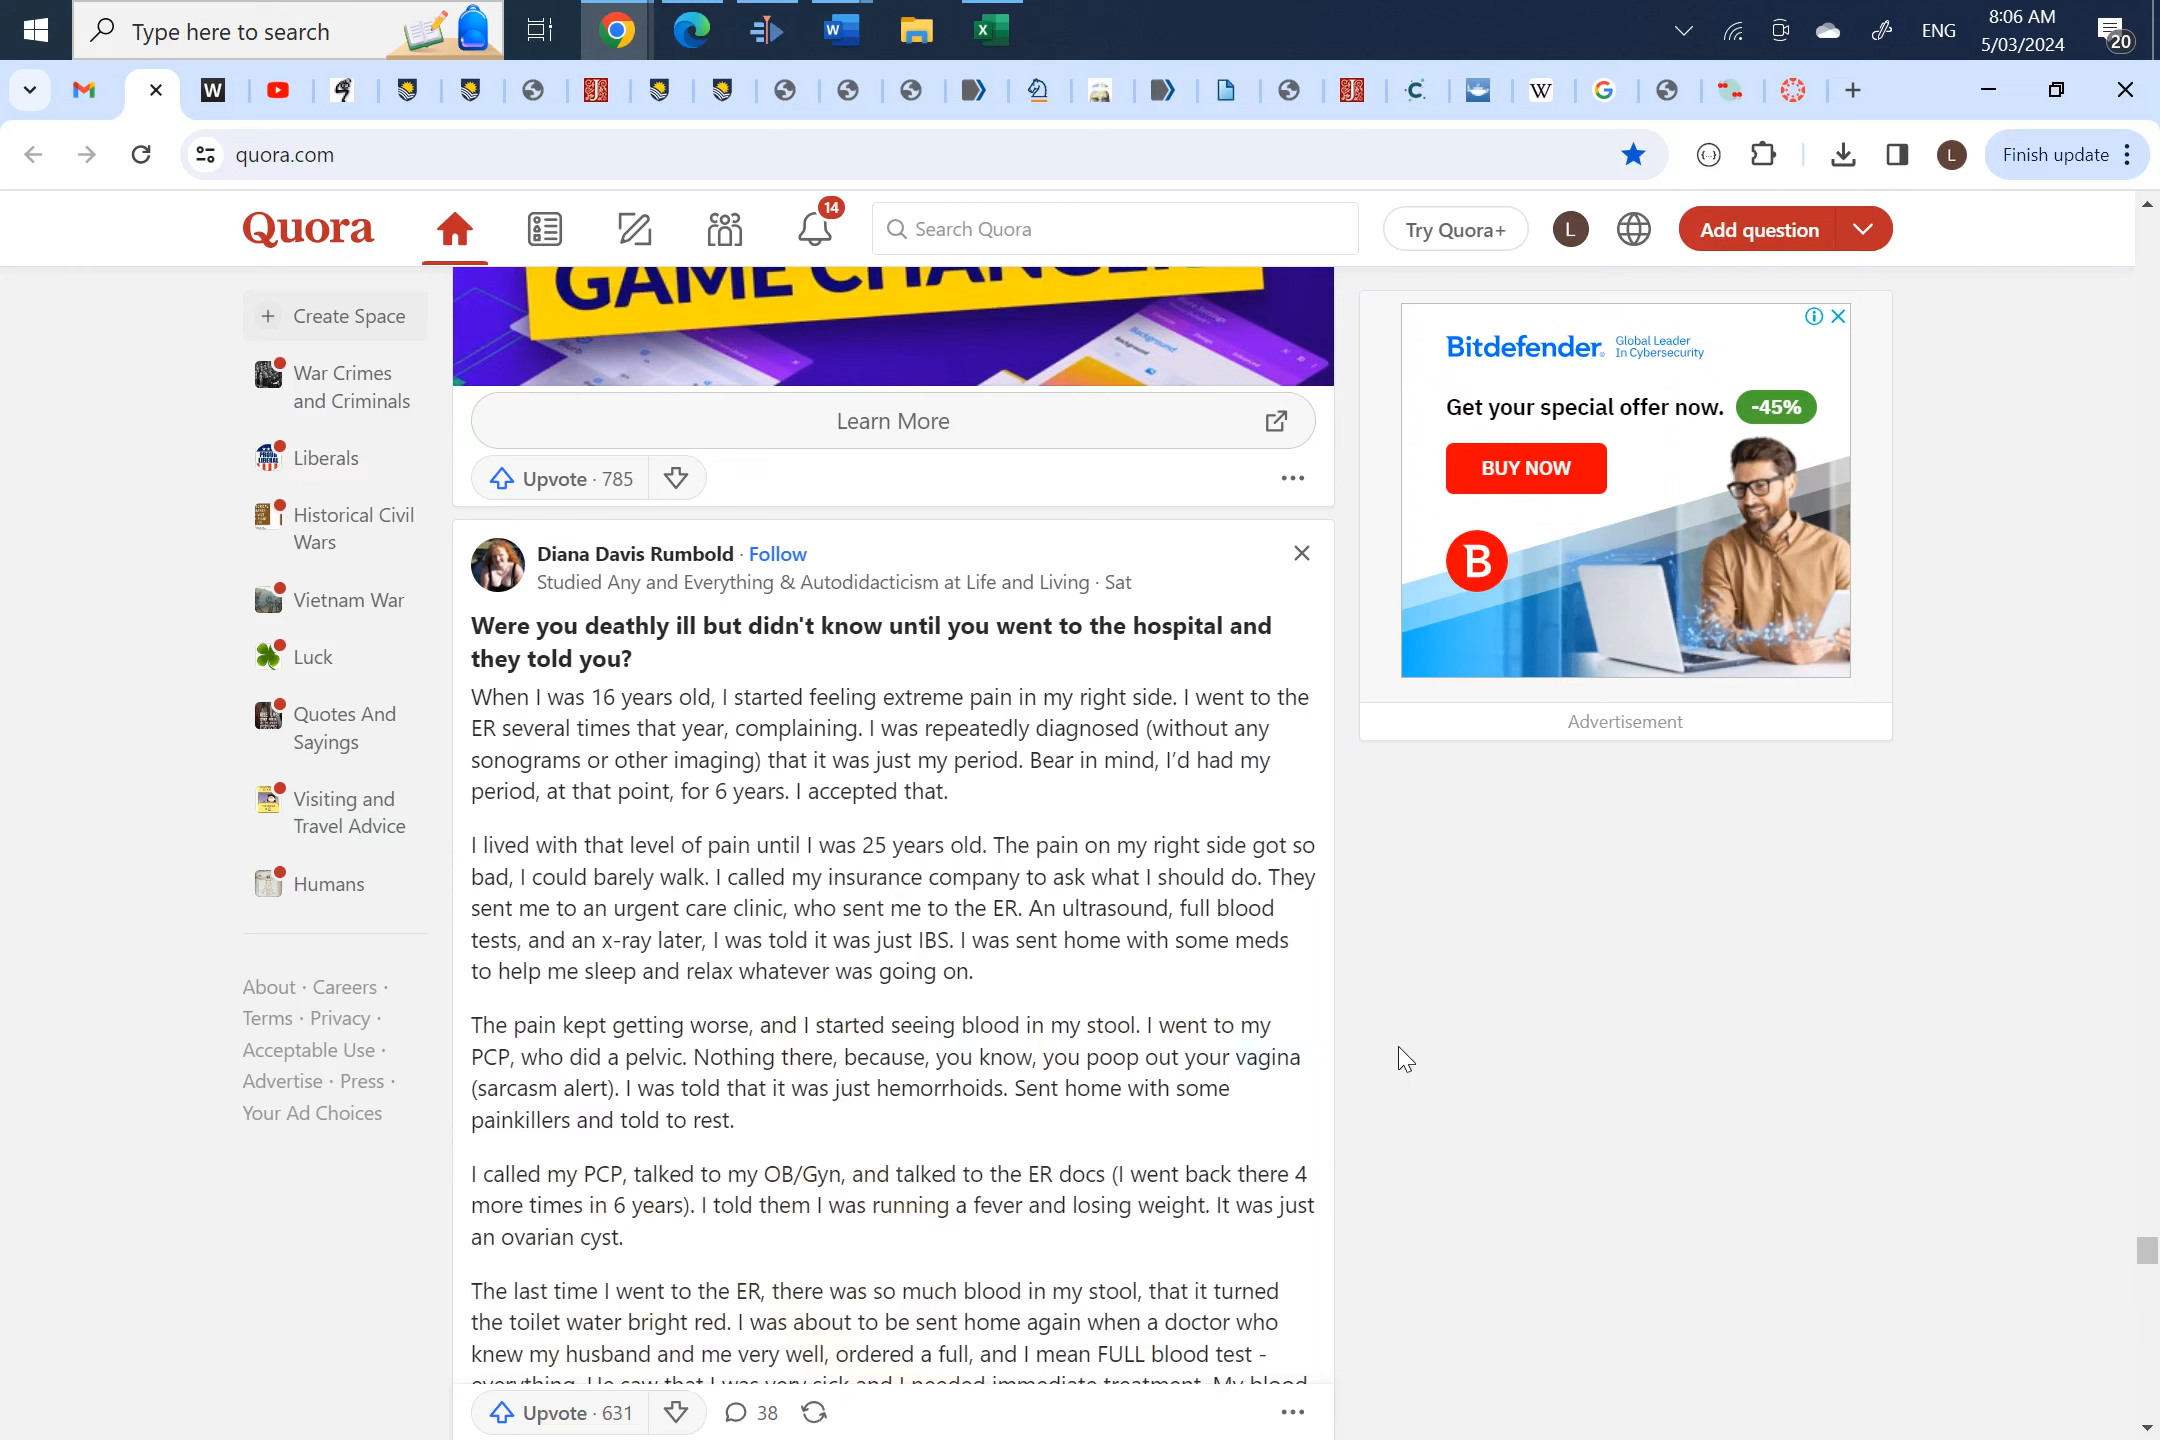 Type here to search
ENG
8:06 AM
5/03/2024
20
quora.com
L
Finish update
Quora
14
Search Quora
Try Quora+
L
Add question
GAME CHANGER
Create Space
War Crimes
and Criminals
Liberals
Historical Civil
Wars
Vietnam War
Luck
Quotes And
Sayings
Visiting and
Travel Advice
Humans
About · Careers ·
Terms · Privacy ·
Acceptable Use ·
Advertise · Press ·
Your Ad Choices
Learn More
Upvote · 785
Diana Davis Rumbold · Follow
Studied Any and Everything & Autodidacticism at Life and Living · Sat
Were you deathly ill but didn't know until you went to the hospital and
they told you?
When I was 16 years old, I started feeling extreme pain in my right side. I went to the
ER several times that year, complaining. I was repeatedly diagnosed (without any
sonograms or other imaging) that it was just my period. Bear in mind, I’d had my
period, at that point, for 6 years. I accepted that.
I lived with that level of pain until I was 25 years old. The pain on my right side got so
bad, I could barely walk. I called my insurance company to ask what I should do. They
sent me to an urgent care clinic, who sent me to the ER. An ultrasound, full blood
tests, and an x-ray later, I was told it was just IBS. I was sent home with some meds
to help me sleep and relax whatever was going on.
The pain kept getting worse, and I started seeing blood in my stool. I went to my
PCP, who did a pelvic. Nothing there, because, you know, you poop out your vagina
(sarcasm alert). I was told that it was just hemorrhoids. Sent home with some
painkillers and told to rest.
I called my PCP, talked to my OB/Gyn, and talked to the ER docs (I went back there 4
more times in 6 years). I told them I was running a fever and losing weight. It was just
an ovarian cyst.
The last time I went to the ER, there was so much blood in my stool, that it turned
the toilet water bright red. I was about to be sent home again when a doctor who
knew my husband and me very well, ordered a full, and I mean FULL blood test -
everything. He saw that I was very sick and I needed immediate treatment. My blood
Upvote · 631
38
Bitdefender
Global Leader
In Cybersecurity
Get your special offer now.
-45%
BUY NOW
B
Advertisement